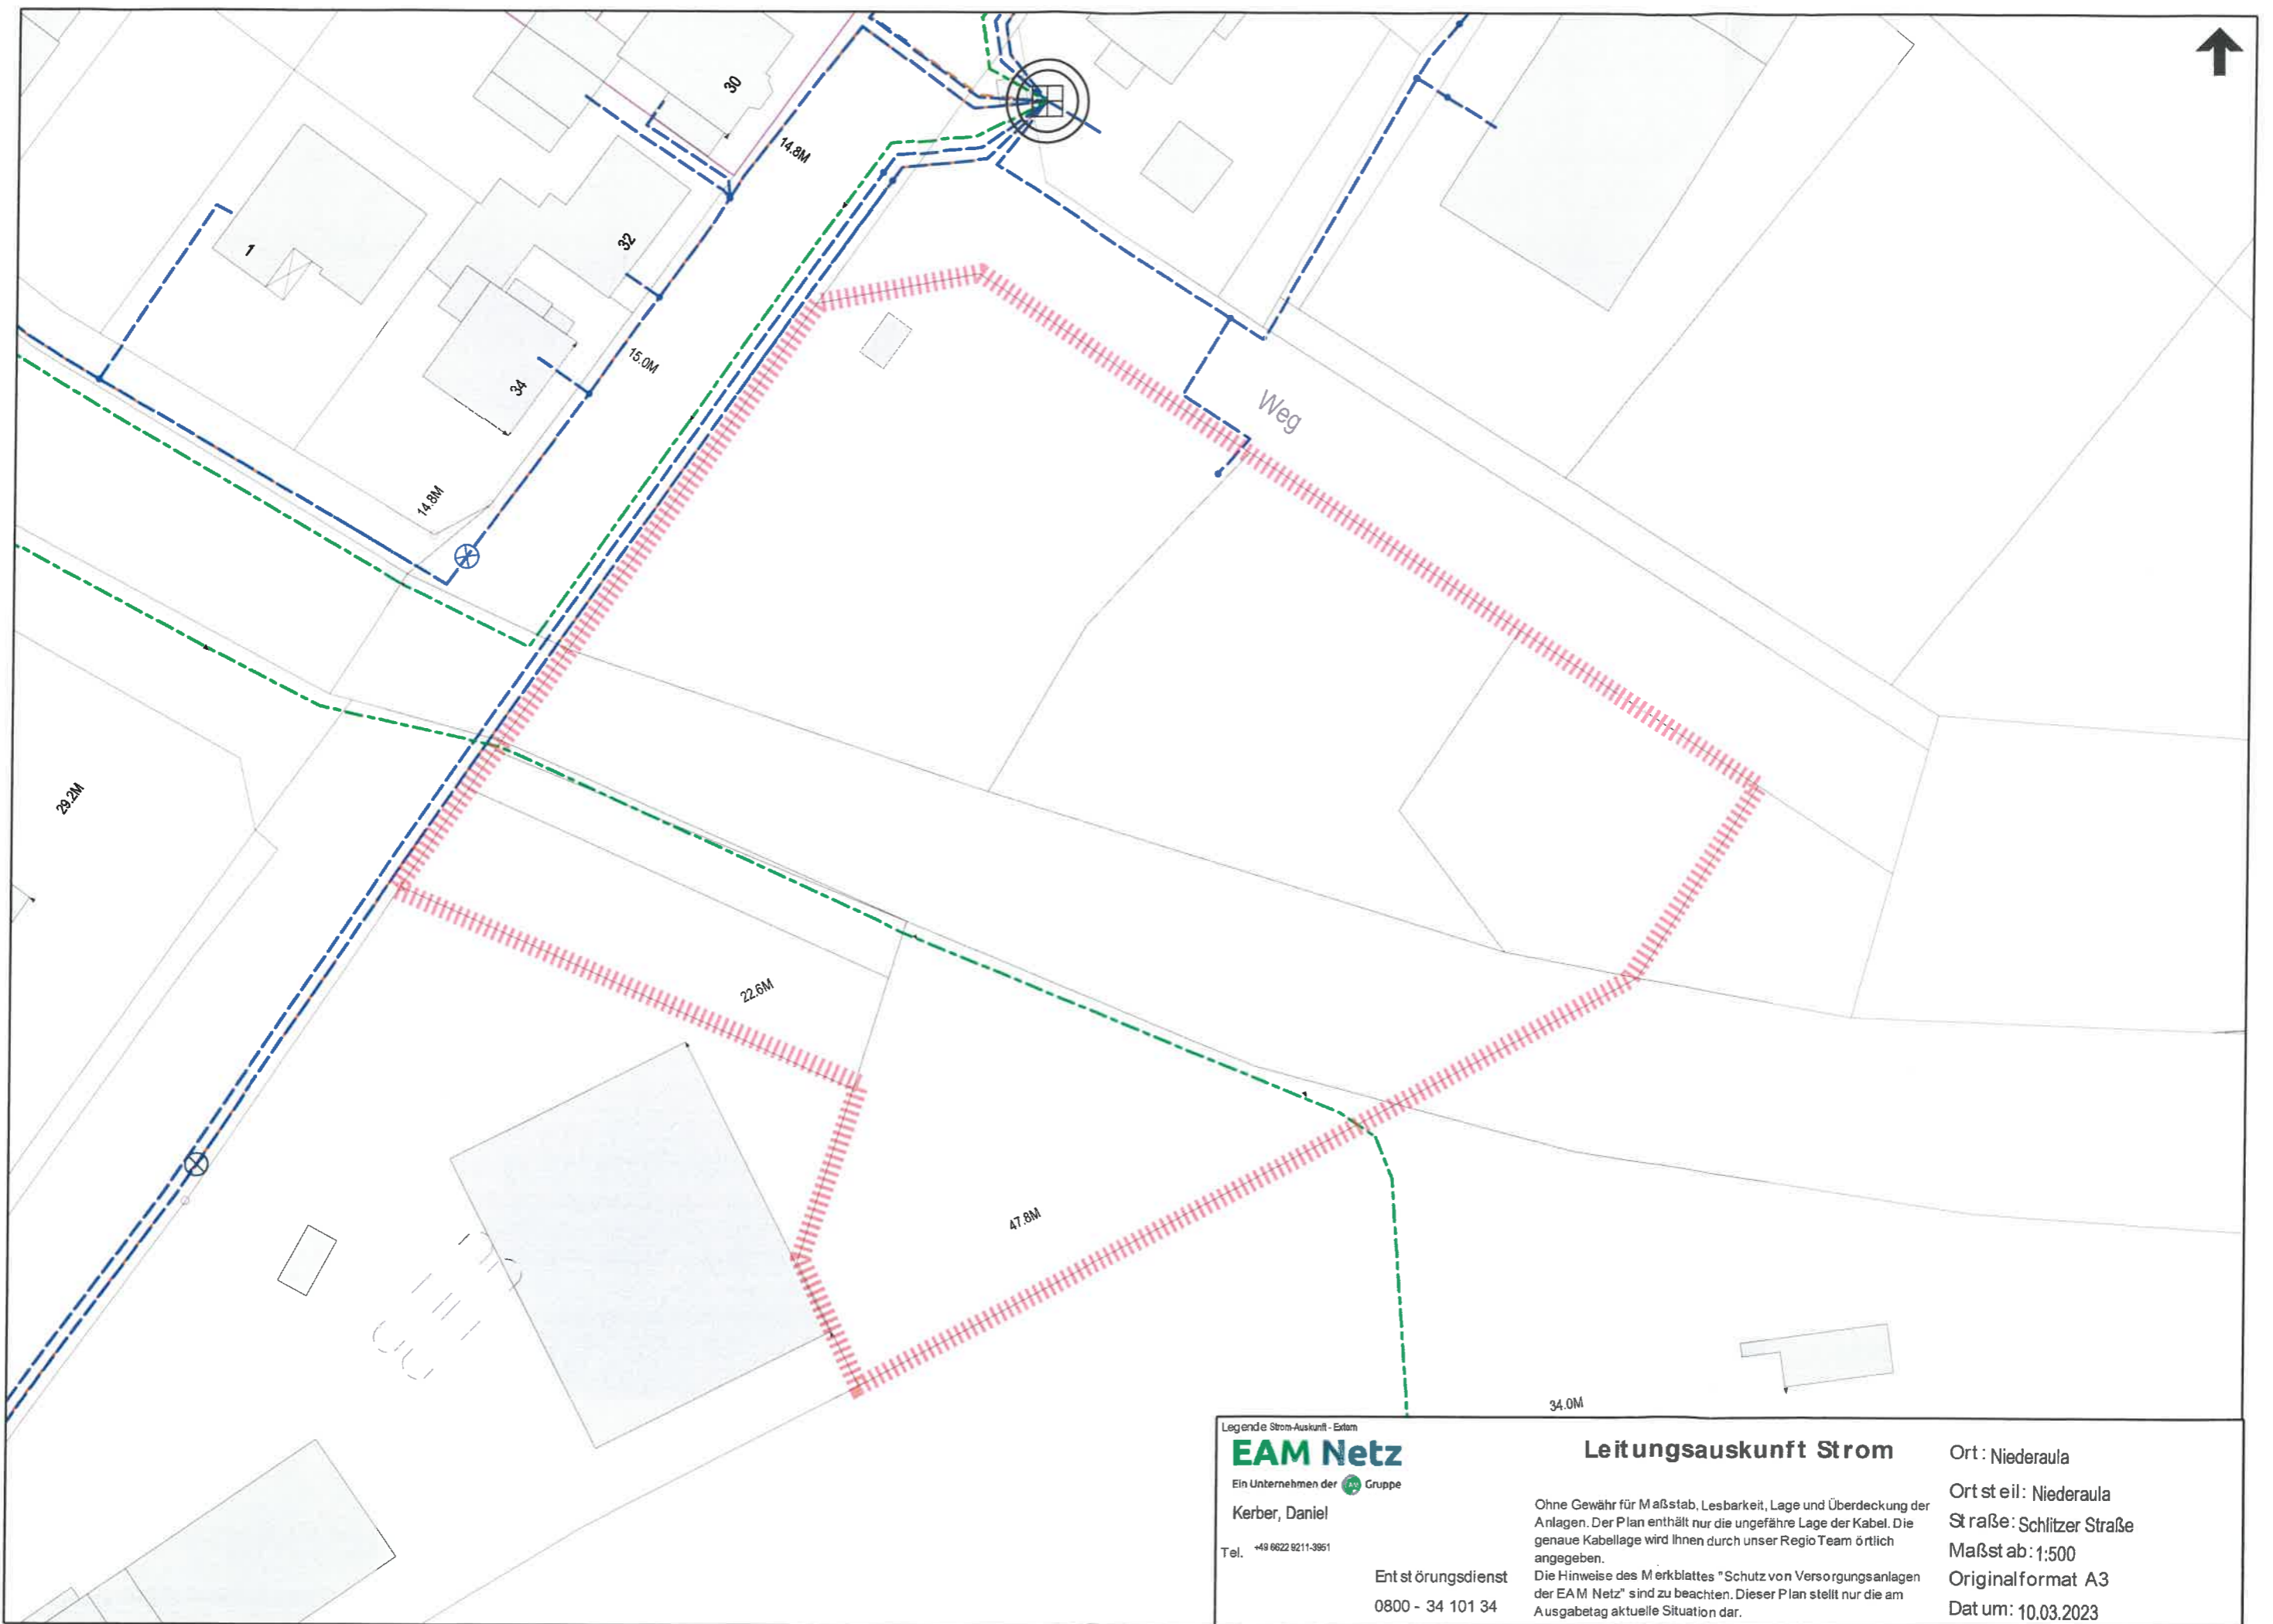 30
14.8M
32
1
15.0M
34
14.8M
Weg
29.2M
22.6M
47.8M
34.0M
Legende Strom-Auskunft - Extern
EAM Netz
Ein Unternehmen der EAM Gruppe
Kerber, Daniel
Tel. +49 6622 9211-3951
Entstörungsdienst
0800 - 34 101 34
Leitungsauskunft Strom
Ohne Gewähr für Maßstab, Lesbarkeit, Lage und Überdeckung der
Anlagen. Der Plan enthält nur die ungefähre Lage der Kabel. Die
genaue Kabellage wird Ihnen durch unser RegioTeam örtlich
angegeben.
Die Hinweise des Merkblattes "Schutz von Versorgungsanlagen
der EAM Netz" sind zu beachten. Dieser Plan stellt nur die am
Ausgabetag aktuelle Situation dar.
Ort: Niederaula
Ortsteil: Niederaula
Straße: Schlitzer Straße
Maßstab: 1:500
Originalformat A3
Datum: 10.03.2023